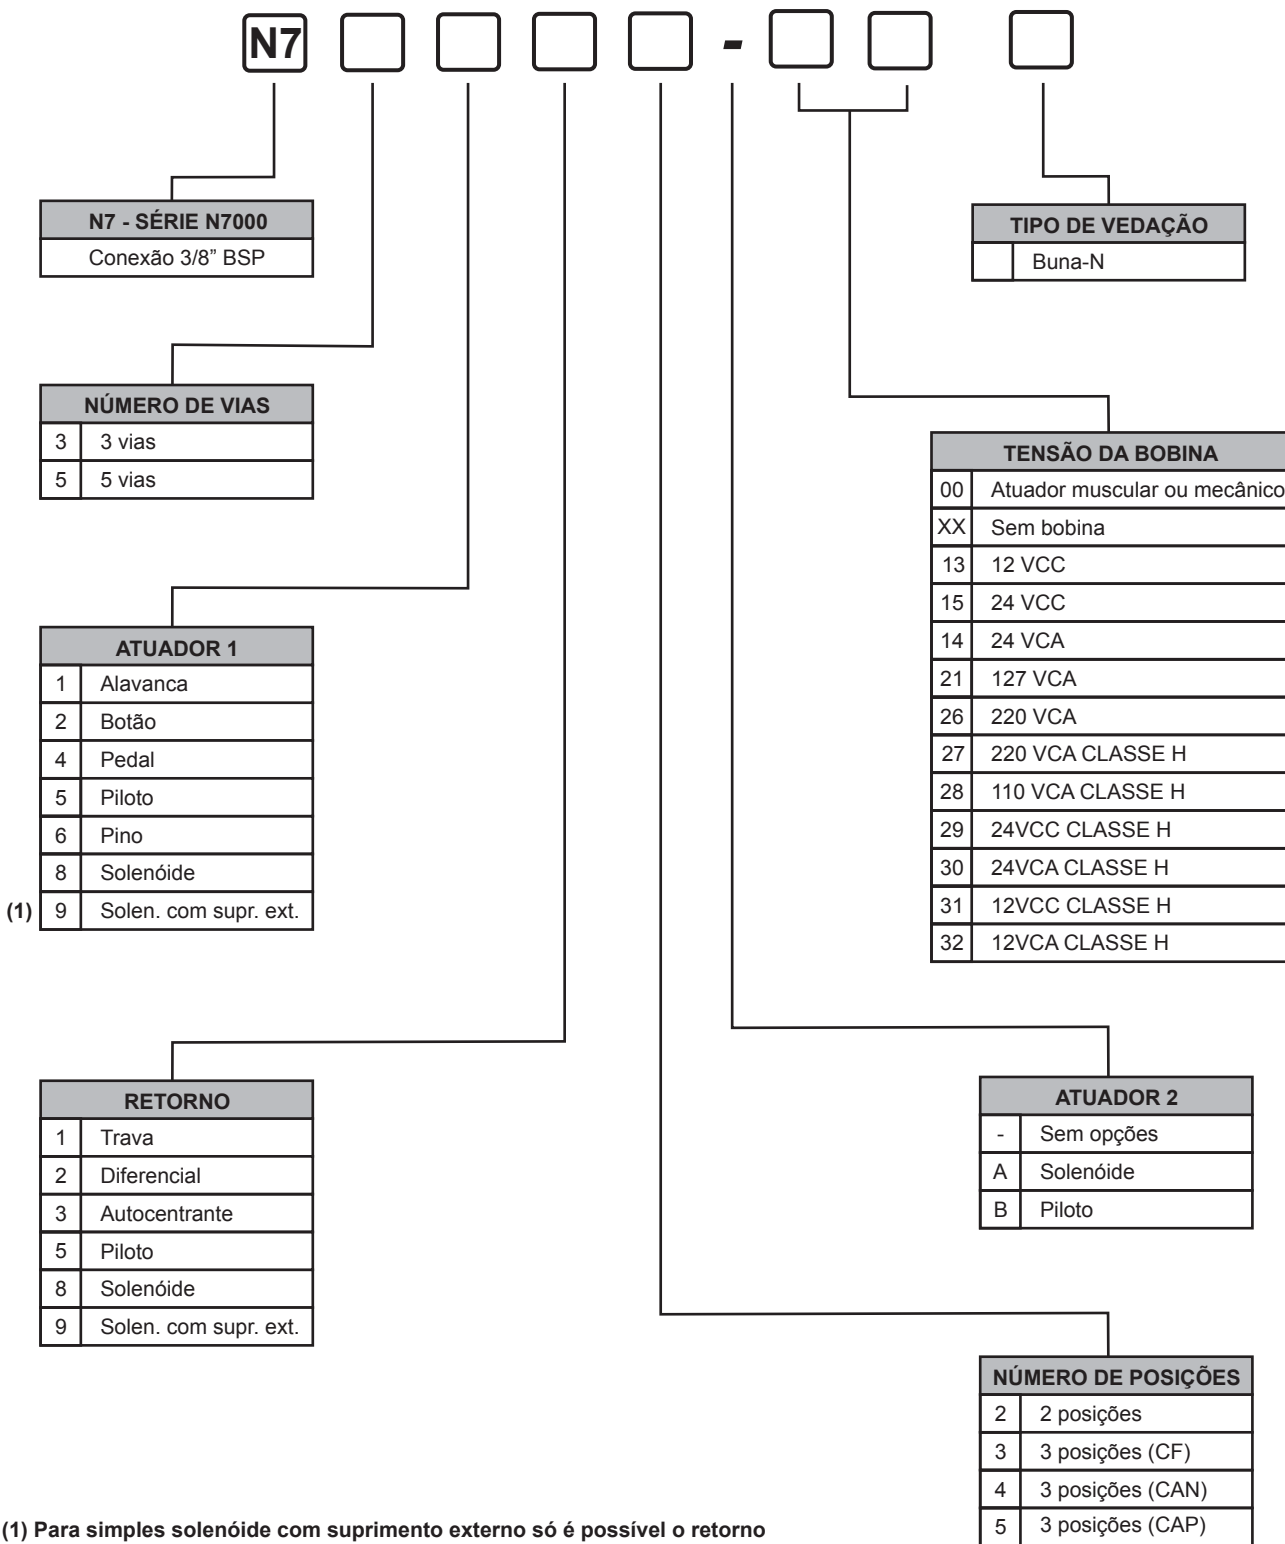 N7 -
N7 - SÉRIE N7000
Conexão 3/8” BSP
TIPO DE VEDAÇÃO
Buna-N
NÚMERO DE VIAS
3 3 vias
5 5 vias
TENSÃO DA BOBINA
00 Atuador muscular ou mecânico
XX Sem bobina
13 12 VCC
15 24 VCC
14 24 VCA
21 127 VCA
26 220 VCA
27 220 VCA CLASSE H
28 110 VCA CLASSE H
29 24VCC CLASSE H
30 24VCA CLASSE H
31 12VCC CLASSE H
32 12VCA CLASSE H
ATUADOR 1
1 Alavanca
2 Botão
4 Pedal
5 Piloto
6 Pino
8 Solenóide
(1) 9 Solen. com supr. ext.
RETORNO
1 Trava
2 Diferencial
3 Autocentrante
5 Piloto
8 Solenóide
9 Solen. com supr. ext.
ATUADOR 2
- Sem opções
A Solenóide
B Piloto
NÚMERO DE POSIÇÕES
2 2 posições
3 3 posições (CF)
4 3 posições (CAN)
5 3 posições (CAP)
(1) Para simples solenóide com suprimento externo só é possível o retorno